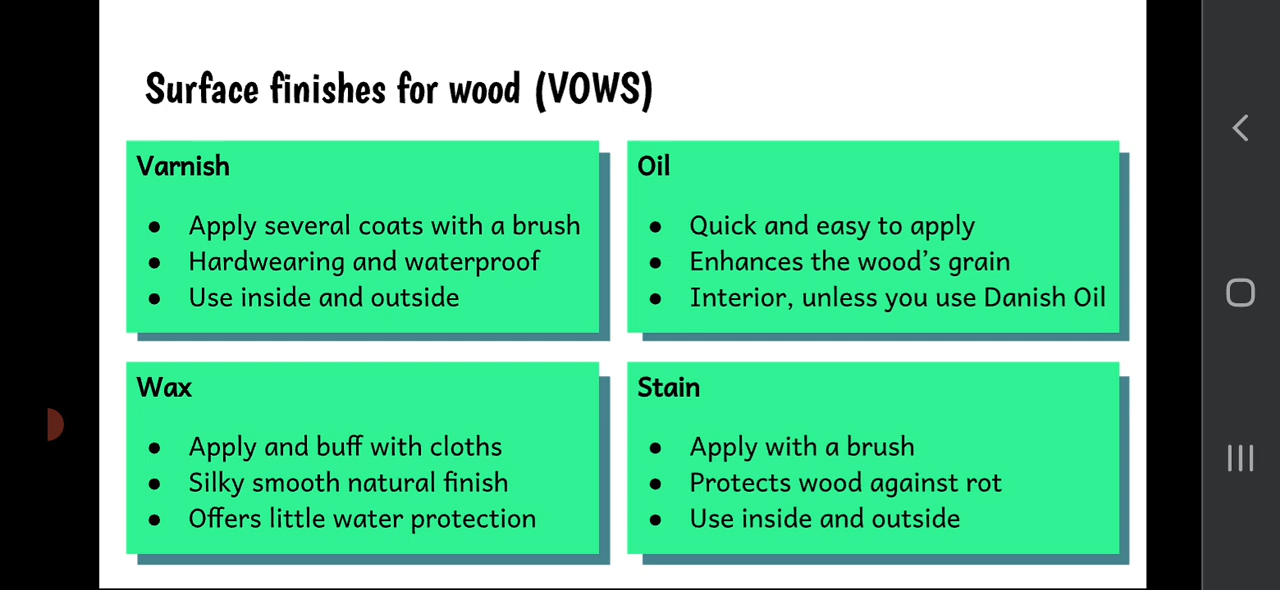 Surface finishes for wood (VOWS)
Varnish
● Apply several coats with a brush
● Hardwearing and waterproof
● Use inside and outside
Oil
● Quick and easy to apply
● Enhances the wood’s grain
● Interior, unless you use Danish Oil
Wax
● Apply and buff with cloths
● Silky smooth natural finish
● Offers little water protection
Stain
● Apply with a brush
● Protects wood against rot
● Use inside and outside